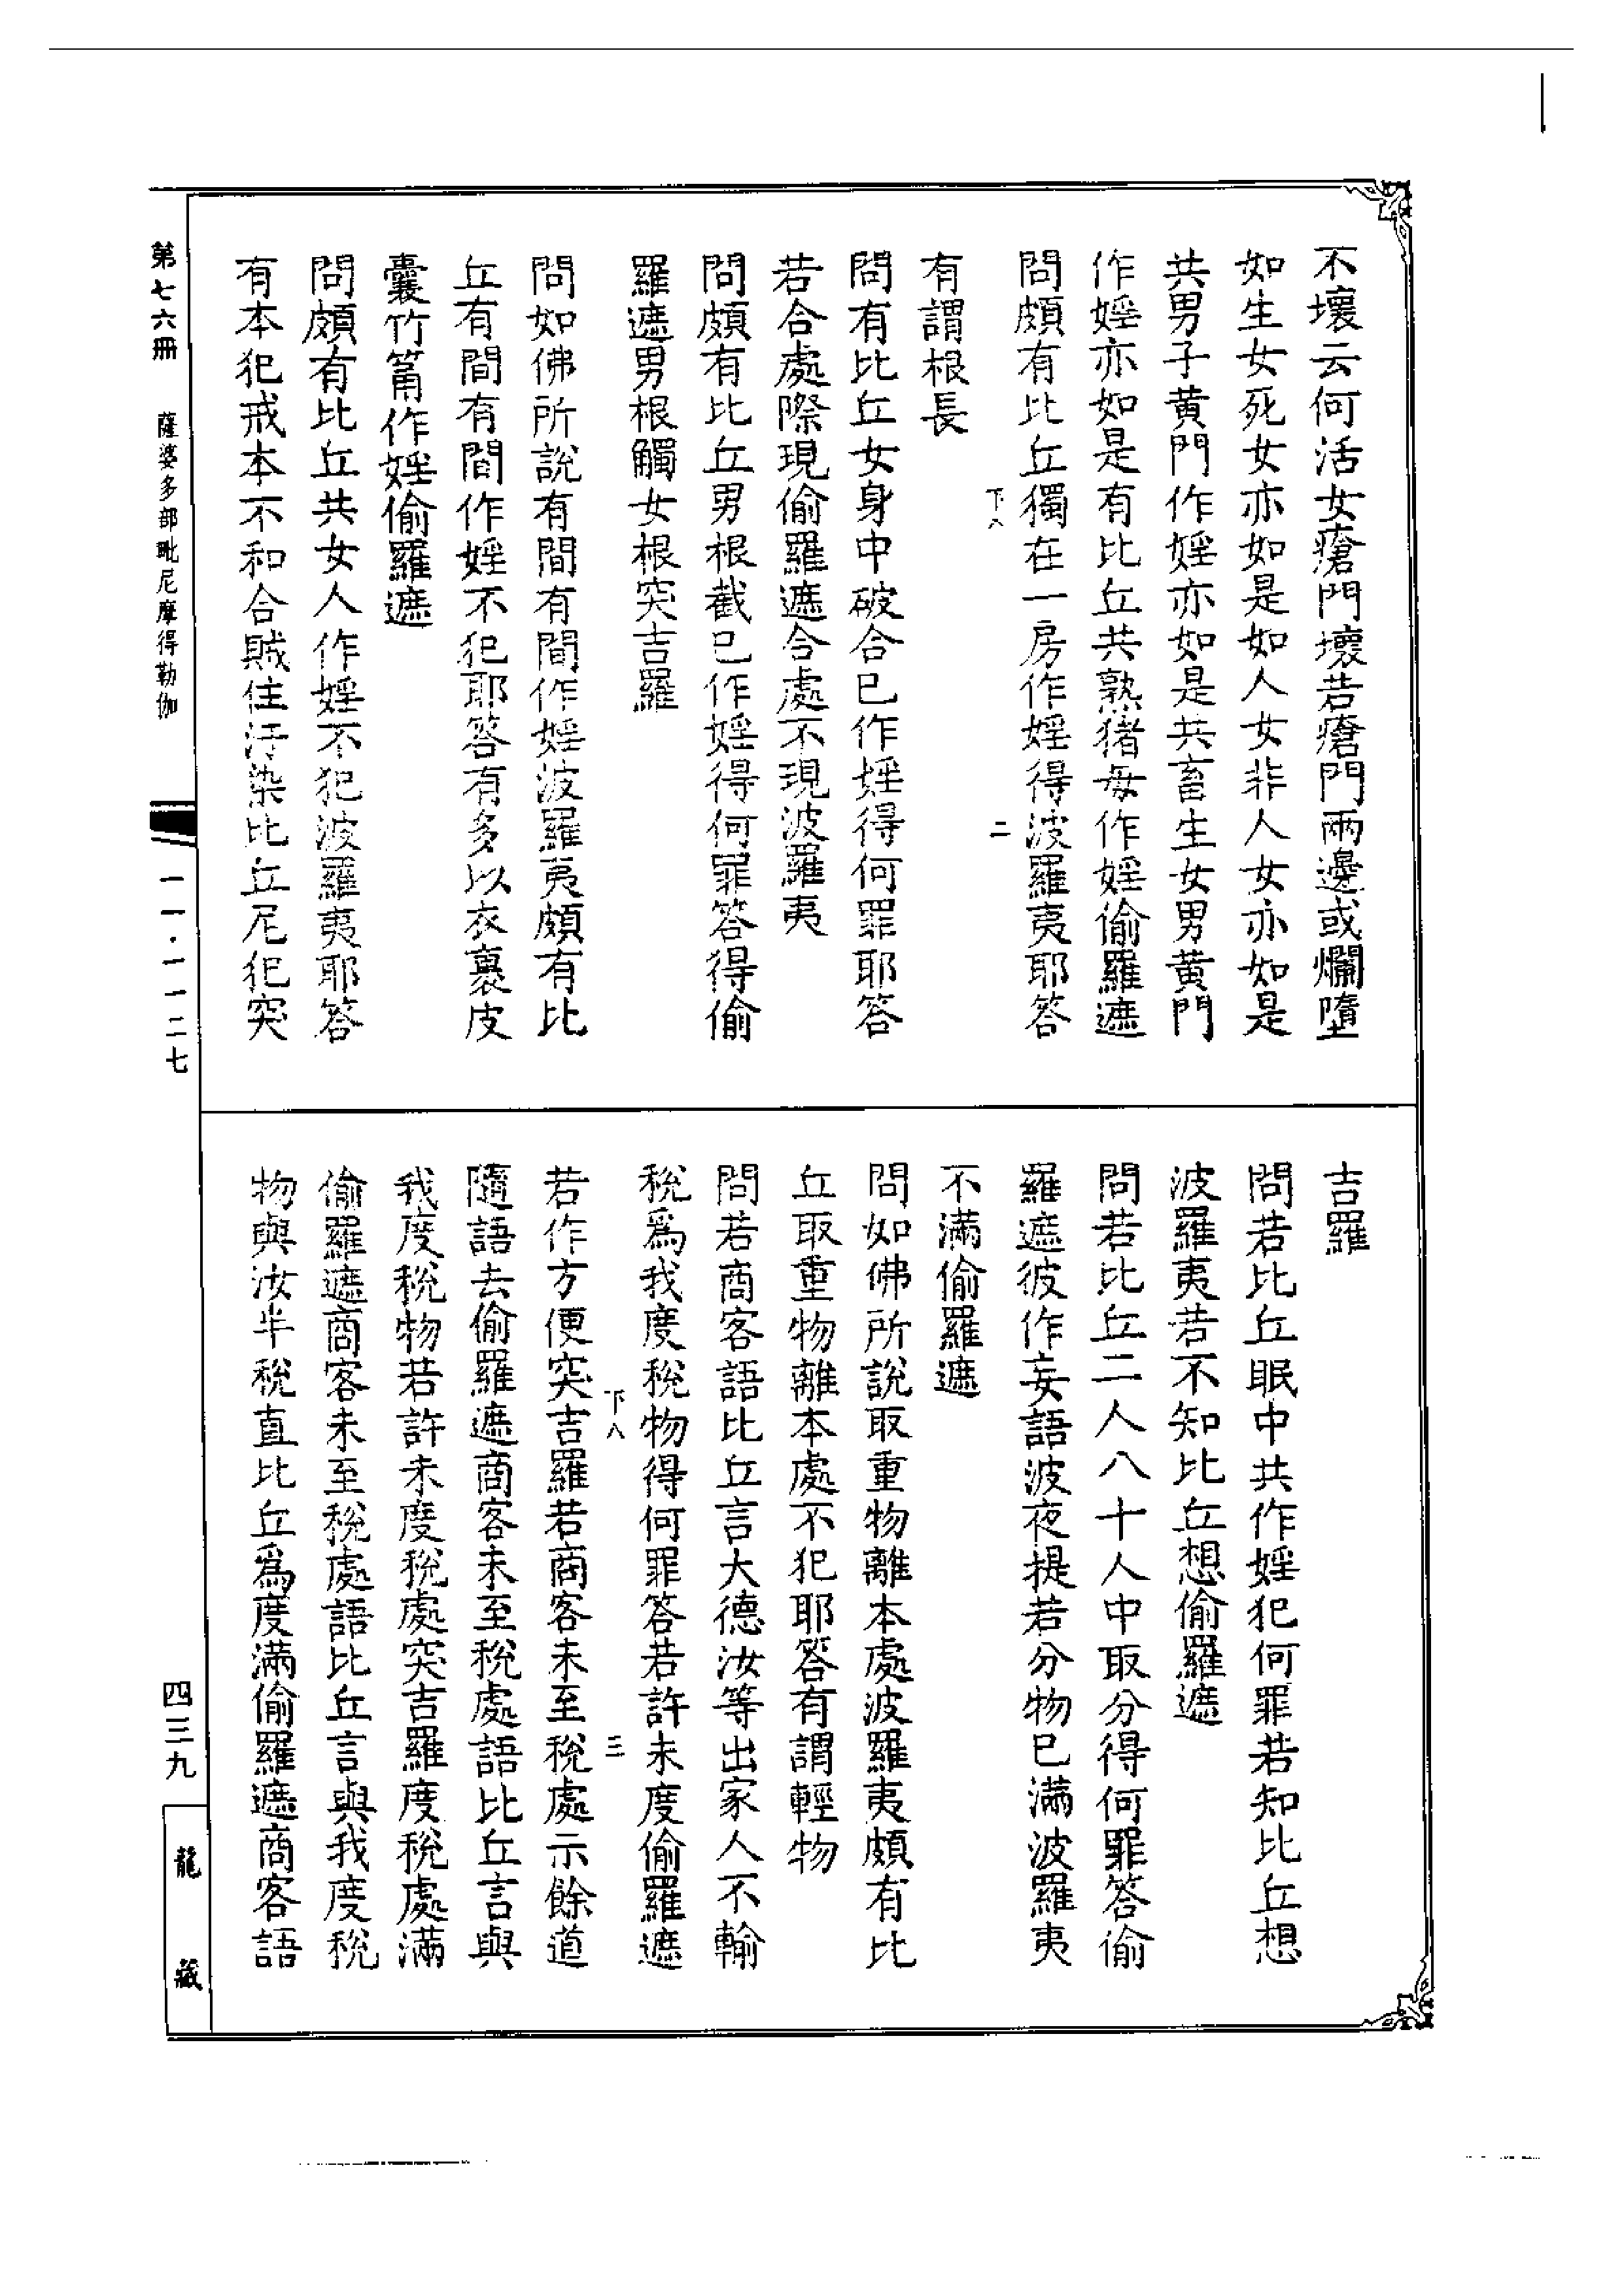 不壞云何活女瘡門壞若瘡門兩邊或爛墮
如生女死女亦如是如人女非人女亦如是
共男子黄門作婬亦如是共畜生女男黄門
作婬亦如是有比丘共熟猪母作婬偷羅遮
問頗有比丘獨在一房作婬得波羅夷耶答
下八 二
有謂根長
問有比丘女身中破合已作婬得何罪耶答
若合處際現偷羅遮合處不現波羅夷
問頗有比丘男根截已作婬得何罪答得偷
羅遮男根觸女根突吉羅
問如佛所說有間有間作婬波羅夷頗有比
丘有間有間作婬不犯耶答有多以衣裹皮
囊竹筩作婬偷羅遮
問頗有比丘共女人作婬不犯波羅夷耶答
有本犯戒本不和合賊住汙染比丘尼犯突
吉羅
問若比丘眠中共作婬犯何罪若知比丘想
波羅夷若不知比丘想偷羅遮
問若比丘二人八十人中取分得何罪答偷
羅遮彼作妄語波夜提若分物已滿波羅夷
不滿偷羅遮
問如佛所說取重物離本處波羅夷頗有比
丘取重物離本處不犯耶答有謂輕物
問若商客語比丘言大德汝等出家人不輸
稅爲我度稅物得何罪答若許未度偷羅遮
下八 三
若作方便突吉羅若商客未至稅處示餘道
隨語去偷羅遮商客未至稅處語比丘言與
我度稅物若許未度稅處突吉羅度稅處滿
偷羅遮商客未至稅處語比丘言與我度稅
物與汝半稅直比丘爲度滿偷羅遮商客語
第七六冊 薩婆多部毗尼摩得勒伽 一一·一一二七 四三九 龍藏